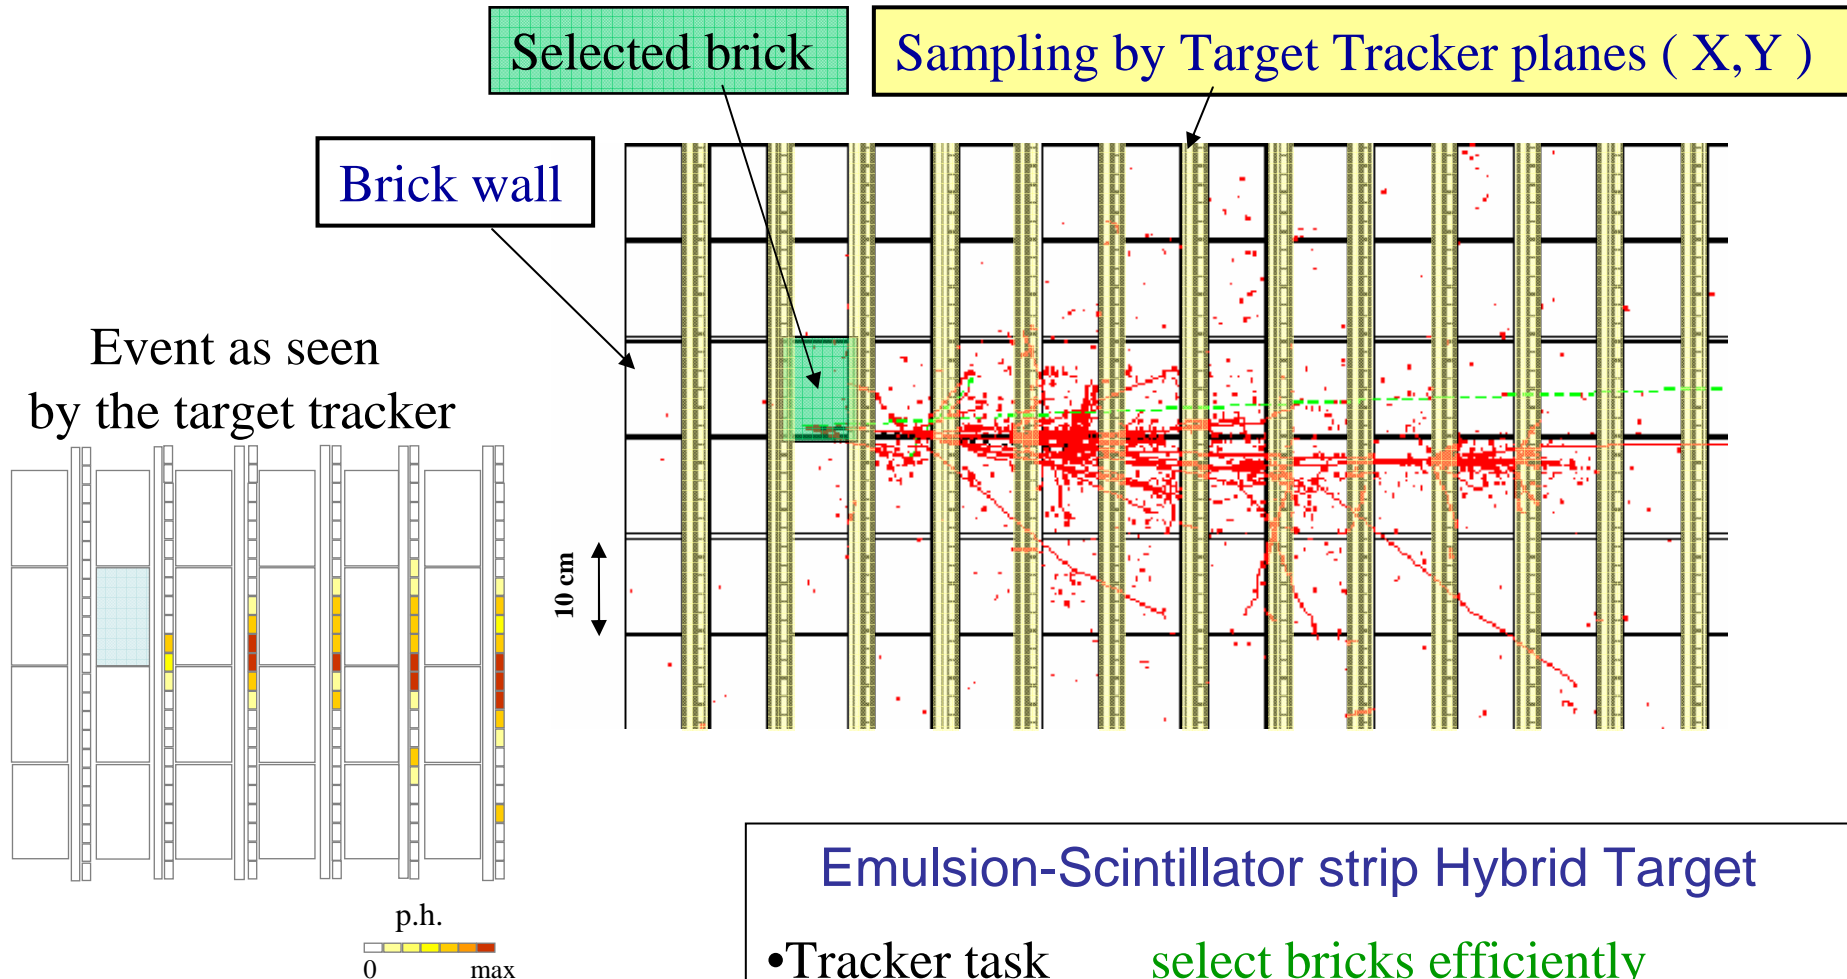 Selected brick
Sampling by Target Tracker planes ( X,Y )
Brick wall
Event as seen
by the target tracker
10 cm
p.h.
0 max
Emulsion-Scintillator strip Hybrid Target
•Tracker task select bricks efficiently